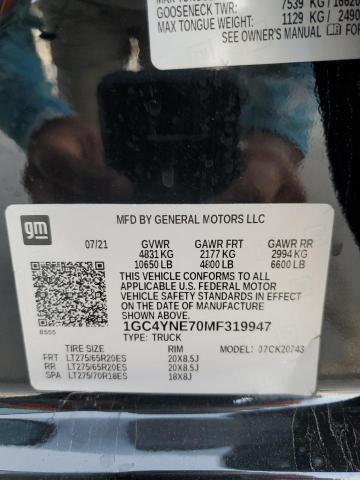 GOOSENECK TWR: 7539 KG / 16620
MAX TONGUE WEIGHT: 1129 KG / 2490
SEE OWNER'S MANUAL FOR
gm
MFD BY GENERAL MOTORS LLC
07/21 GVWR GAWR FRT GAWR RR
4831 KG 2177 KG 2994 KG
10650 LB 4800 LB 6600 LB
THIS VEHICLE CONFORMS TO ALL
APPLICABLE U.S. FEDERAL MOTOR
VEHICLE SAFETY STANDARDS IN EFFECT
ON THE DATE OF MANUFACTURE SHOWN ABOVE.
1GC4YNE70MF319947
8555 TYPE: TRUCK
TIRE SIZE RIM MODEL: 07CK20743
FRT LT275/65R20ES 20X8.5J
RR LT275/65R20ES 20X8.5J
SPA LT275/70R18ES 18X8J